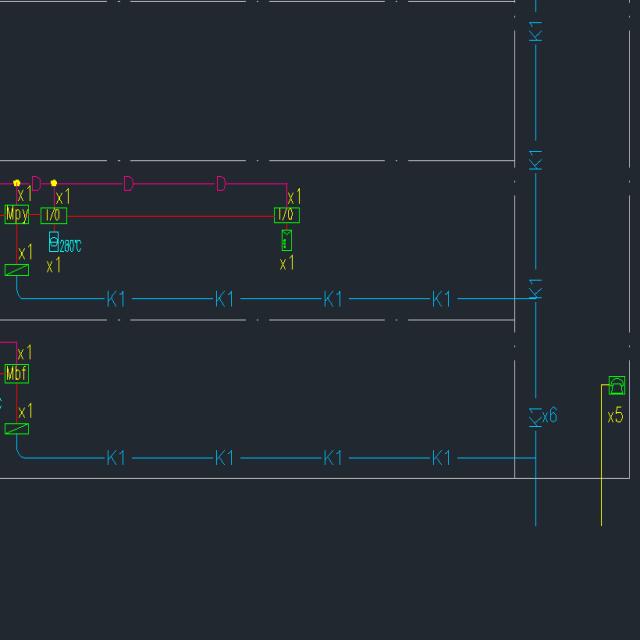 K1
K1
D D D
x1 x1 x1
Mpy I/O I/O
280℃
x1 x1 x1
K1 K1 K1 K1 K1
x1
Mbf
x1 K1 x6 x5
K1 K1 K1 K1